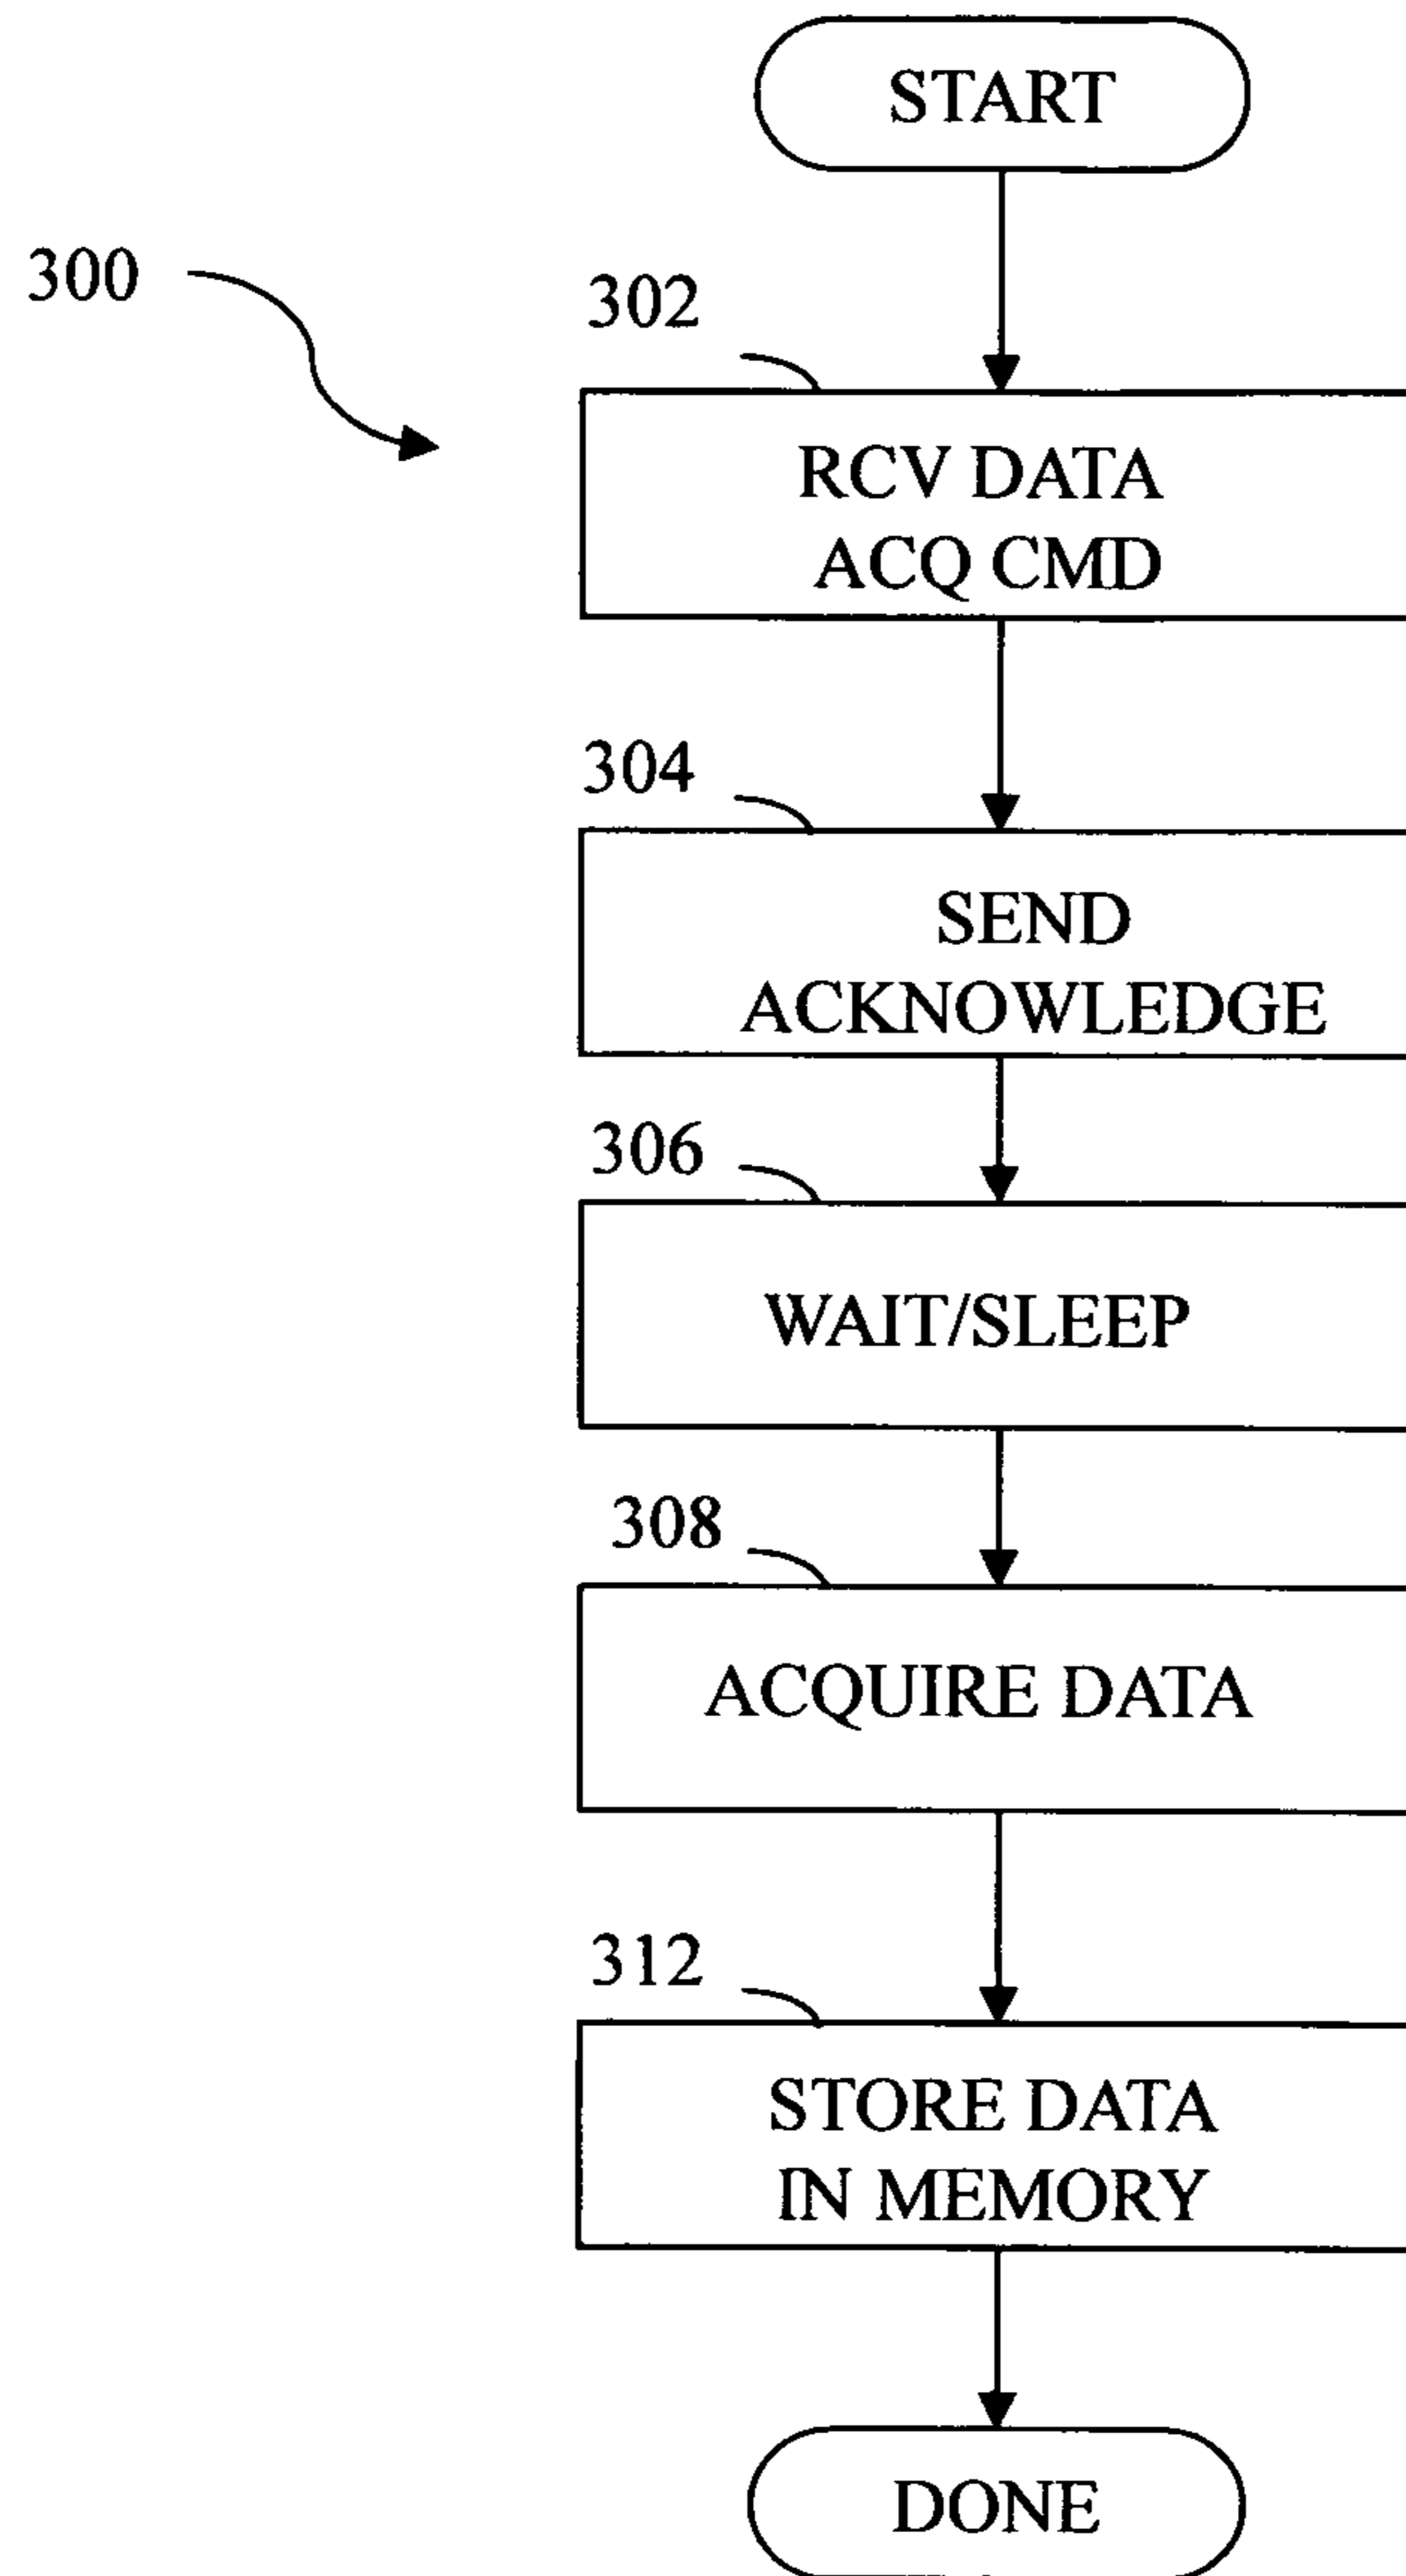 START
300
302
RCV DATA
ACQ CMD
304
SEND
ACKNOWLEDGE
306
WAIT/SLEEP
308
ACQUIRE DATA
312
STORE DATA
IN MEMORY
DONE